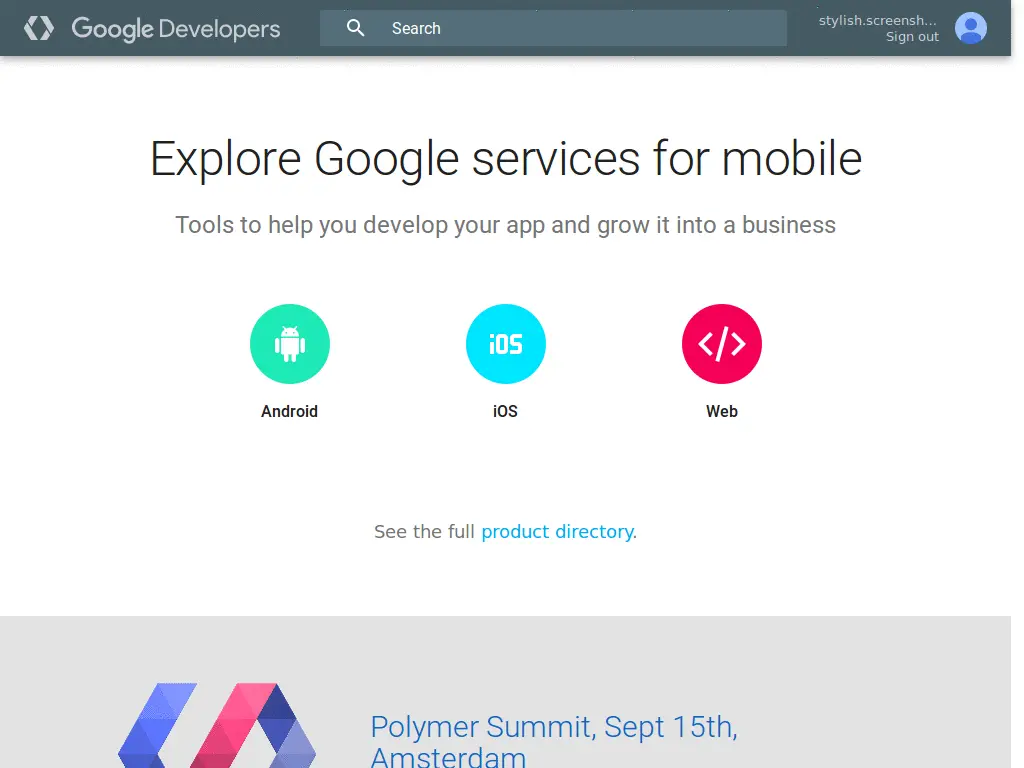 Google Developers
Search
stylish.screensh...
Sign out
Explore Google services for mobile
Tools to help you develop your app and grow it into a business
iOS
Android
iOS
Web
See the full product directory.
Polymer Summit, Sept 15th,
Amsterdam